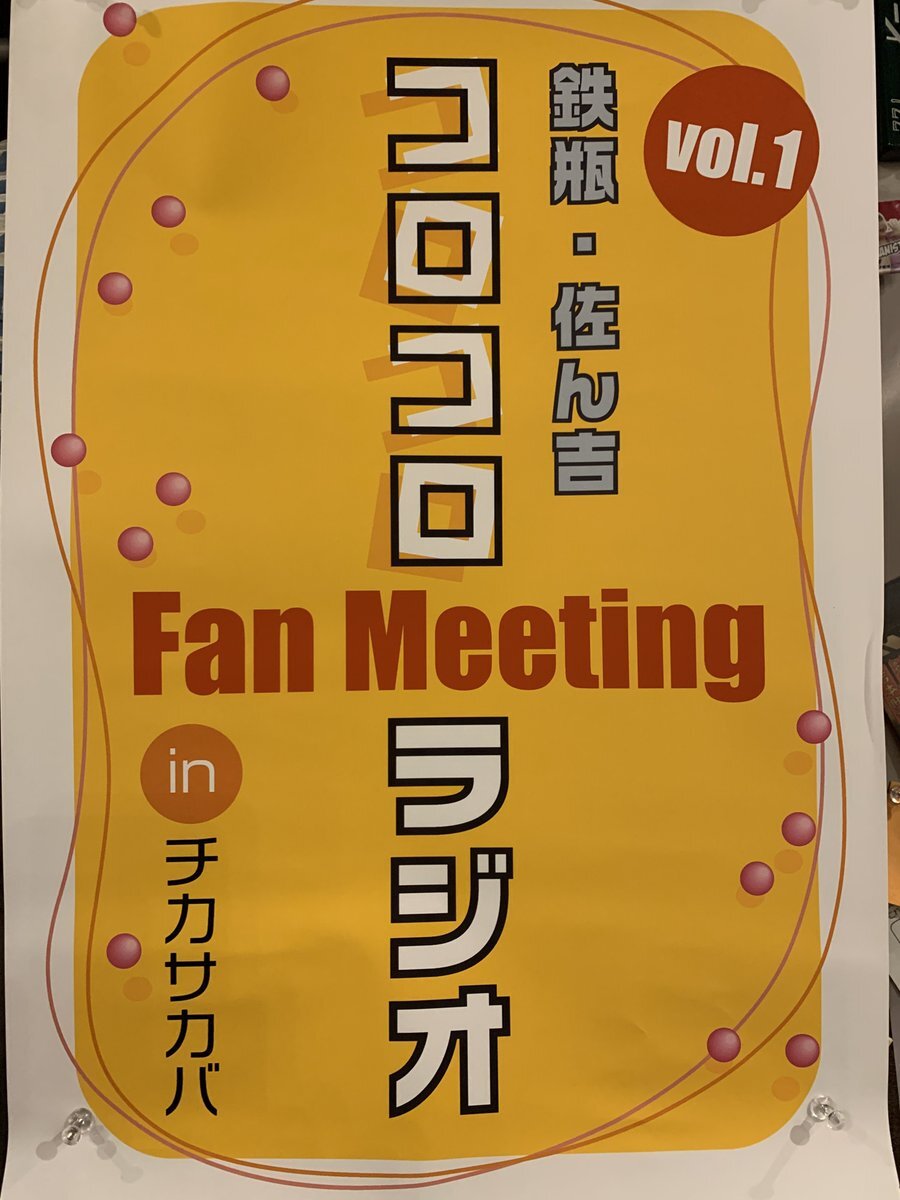 vol.1
鉄瓶・佐ん吉
コロコロ
Fan Meeting
ラジオ
in
チカサカバ